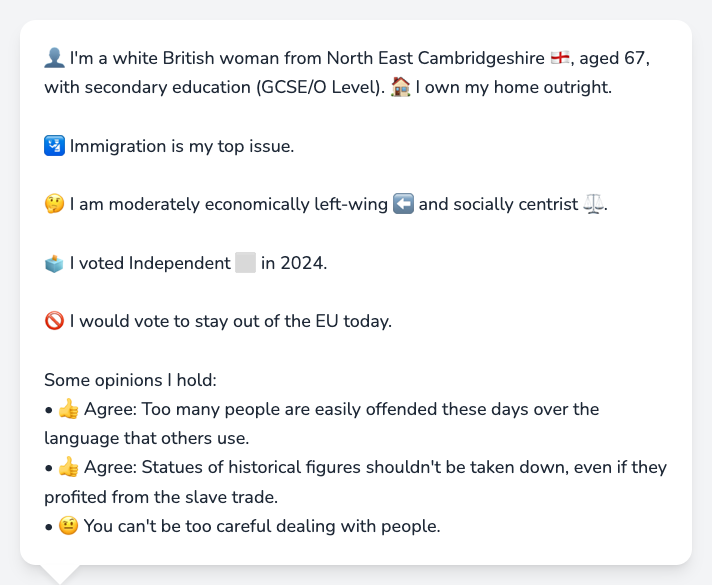 👤 I'm a white British woman from North East Cambridgeshire 🏴󠁧󠁢󠁥󠁮󠁧󠁿, aged 67,
with secondary education (GCSE/O Level). 🏠 I own my home outright.
🛂 Immigration is my top issue.
🤔 I am moderately economically left-wing ⬅️ and socially centrist ⚖️.
🗳️ I voted Independent ⬜ in 2024.
🚫 I would vote to stay out of the EU today.
Some opinions I hold:
• 👍 Agree: Too many people are easily offended these days over the
language that others use.
• 👍 Agree: Statues of historical figures shouldn't be taken down, even if they
profited from the slave trade.
• 🤨 You can't be too careful dealing with people.